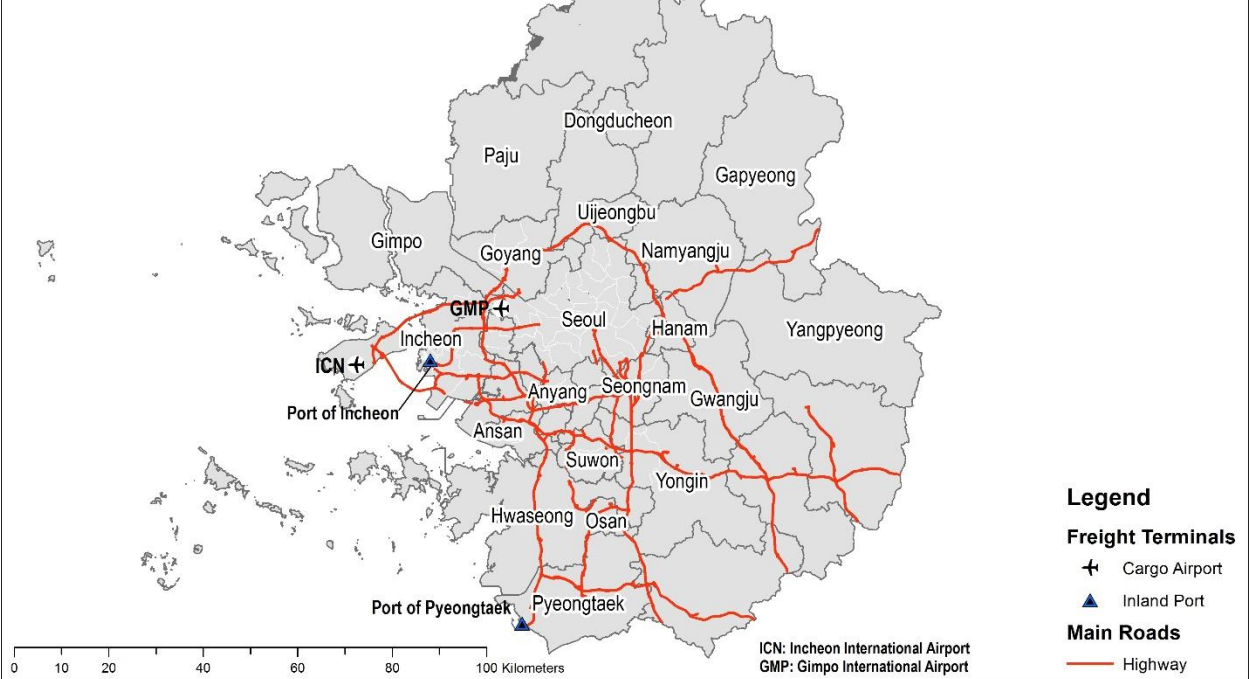 Dongducheon
Paju
Gapyeong
Uijeongbu
Gimpo
Goyang
Namyangju
GMP
Seoul
Hanam
Yangpyeong
Incheon
ICN
Anyang
Seongnam
Gwangju
Port of Incheon
Ansan
Suwon
Yongin
Hwaseong
Osan
Port of Pyeongtaek
Pyeongtaek
0 10 20 40 60 80 100 Kilometers
ICN: Incheon International Airport
GMP: Gimpo International Airport
Legend
Freight Terminals
Cargo Airport
Inland Port
Main Roads
Highway